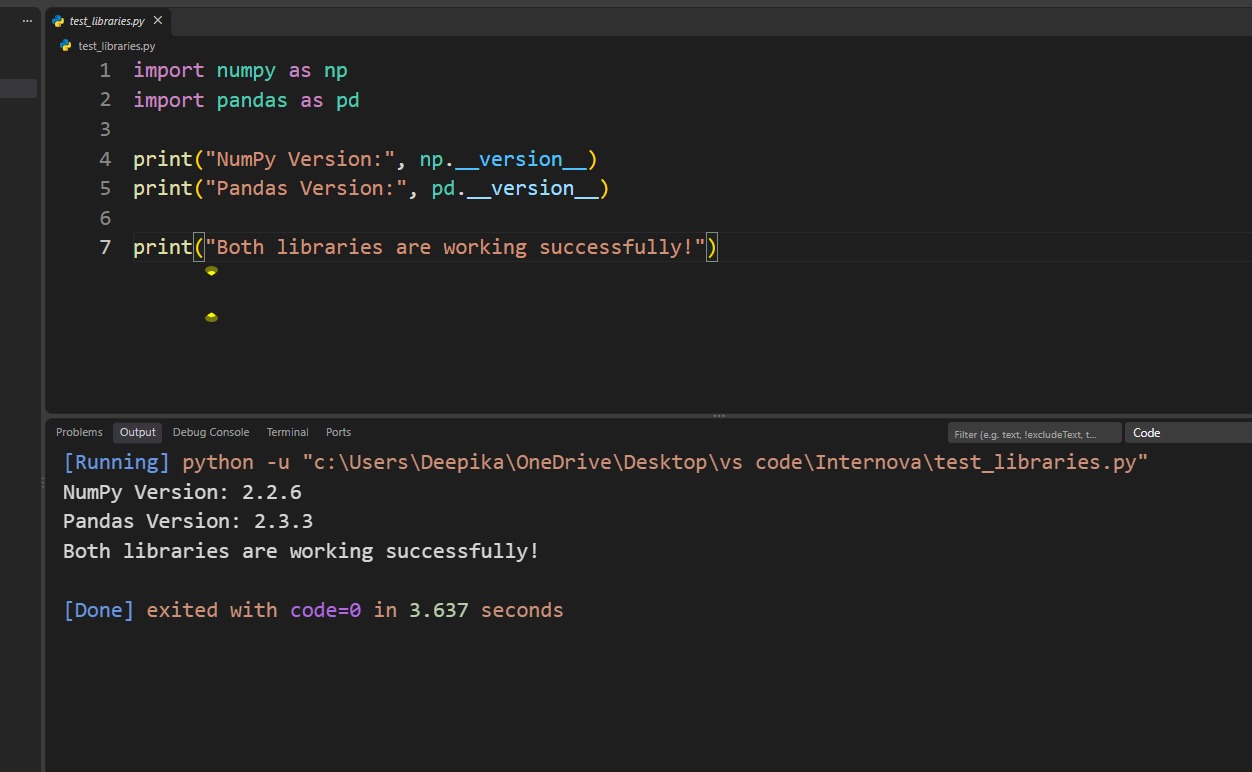 ... test_libraries.py ×
test_libraries.py
1 import numpy as np
2 import pandas as pd
3
4 print("NumPy Version:", np.__version__)
5 print("Pandas Version:", pd.__version__)
6
7 print("Both libraries are working successfully!")
Problems Output Debug Console Terminal Ports Filter (e.g. text, !excludeText, t... Code
[Running] python -u "c:\Users\Deepika\OneDrive\Desktop\vs code\Internova\test_libraries.py"
NumPy Version: 2.2.6
Pandas Version: 2.3.3
Both libraries are working successfully!
[Done] exited with code=0 in 3.637 seconds